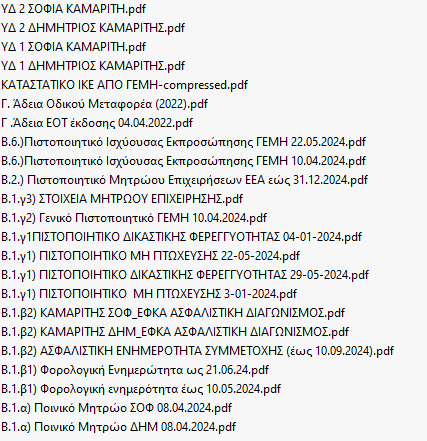 ΥΔ 2 ΣΟΦΙΑ ΚΑΜΑΡΙΤΗ.pdf
ΥΔ 2 ΔΗΜΗΤΡΙΟΣ ΚΑΜΑΡΙΤΗΣ.pdf
ΥΔ 1 ΣΟΦΙΑ ΚΑΜΑΡΙΤΗ.pdf
ΥΔ 1 ΔΗΜΗΤΡΙΟΣ ΚΑΜΑΡΙΤΗΣ.pdf
ΚΑΤΑΣΤΑΤΙΚΟ ΙΚΕ ΑΠΟ ΓΕΜΗ-compressed.pdf
Γ. Άδεια Οδικού Μεταφορέα (2022).pdf
Γ .Άδεια ΕΟΤ έκδοσης 04.04.2022.pdf
Β.6.)Πιστοποιητικό Ισχύουσας Εκπροσώπησης ΓΕΜΗ 22.05.2024.pdf
Β.6.)Πιστοποιητικό Ισχύουσας Εκπροσώπησης ΓΕΜΗ 10.04.2024.pdf
Β.2.) Πιστοποιητικό Μητρώου Επιχειρήσεων ΕΕΑ εώς 31.12.2024.pdf
Β.1.γ3) ΣΤΟΙΧΕΙΑ ΜΗΤΡΩΟΥ ΕΠΙΧΕΙΡΗΣΗΣ.pdf
Β.1.γ2) Γενικό Πιστοποιητικό ΓΕΜΗ 10.04.2024.pdf
Β.1.γ1ΠΙΣΤΟΠΟΙΗΤΙΚΟ ΔΙΚΑΣΤΙΚΗΣ ΦΕΡΕΓΓΥΟΤΗΤΑΣ 04-01-2024.pdf
Β.1.γ1) ΠΙΣΤΟΠΟΙΗΤΙΚΟ ΜΗ ΠΤΩΧΕΥΣΗΣ 22-05-2024.pdf
Β.1.γ1) ΠΙΣΤΟΠΟΙΗΤΙΚΟ ΔΙΚΑΣΤΙΚΗΣ ΦΕΡΕΓΓΥΟΤΗΤΑΣ 29-05-2024.pdf
Β.1.γ1) ΠΙΣΤΟΠΟΙΗΤΙΚΟ  ΜΗ ΠΤΩΧΕΥΣΗΣ 3-01-2024.pdf
Β.1.β2) ΚΑΜΑΡΙΤΗΣ ΣΟΦ_ΕΦΚΑ ΑΣΦΑΛΙΣΤΙΚΗ ΔΙΑΓΩΝΙΣΜΟΣ.pdf
Β.1.β2) ΚΑΜΑΡΙΤΗΣ ΔΗΜ_ΕΦΚΑ ΑΣΦΑΛΙΣΤΙΚΗ ΔΙΑΓΩΝΙΣΜΟΣ.pdf
Β.1.β2) ΑΣΦΑΛΙΣΤΙΚΗ ΕΝΗΜΕΡΟΤΗΤΑ ΣΥΜΜΕΤΟΧΗΣ (έως 10.09.2024).pdf
Β.1.β1) Φορολογική Ενημερώτητα ως 21.06.24.pdf
Β.1.β1) Φορολογική ενημερότητα έως 10.05.2024.pdf
Β.1.α) Ποινικό Μητρώο ΣΟΦ 08.04.2024.pdf
Β.1.α) Ποινικό Μητρώο ΔΗΜ 08.04.2024.pdf